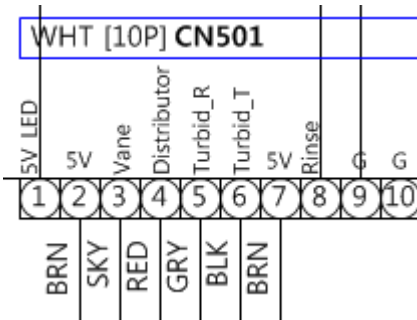 WHT [10P] CN501
5V LED
5V
Vane
Distributor
Turbid_R
Turbid_T
5V
Rinse
G
G
1 2 3 4 5 6 7 8 9 10
BRN
SKY
RED
GRY
BLK
BRN